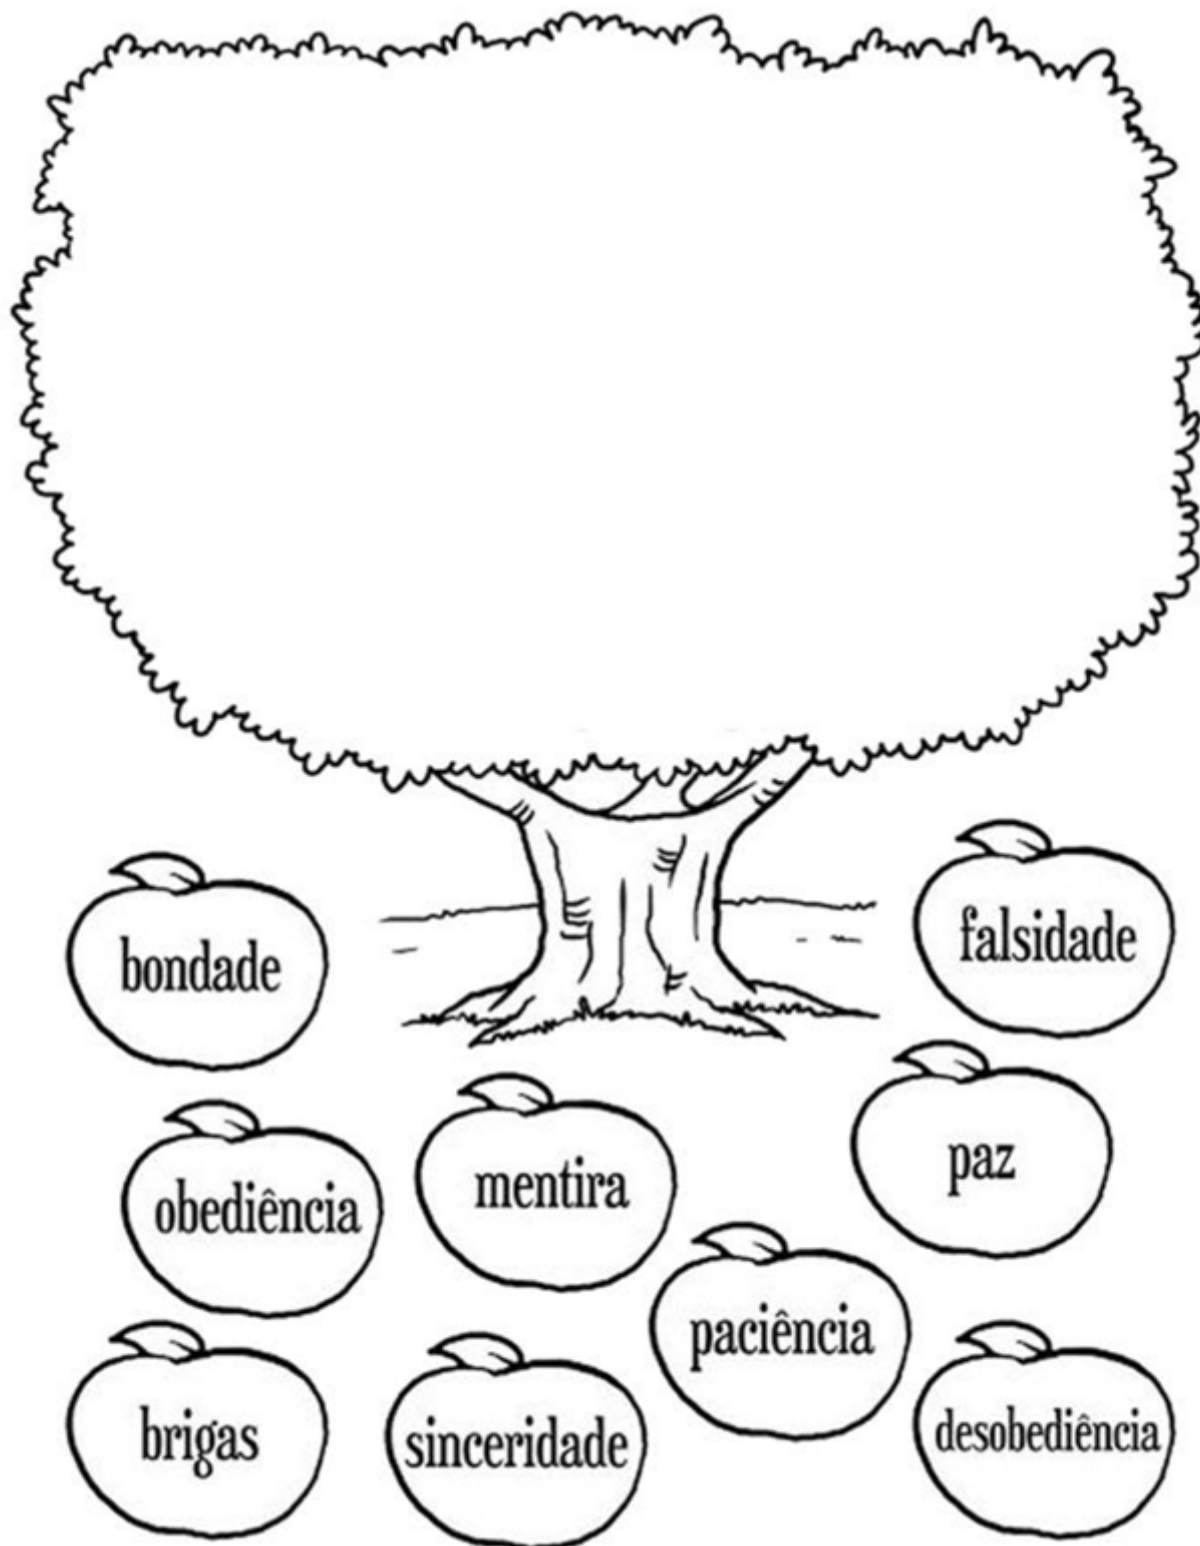 bondade
falsidade
obediência
mentira
paz
paciência
brigas
sinceridade
desobediência